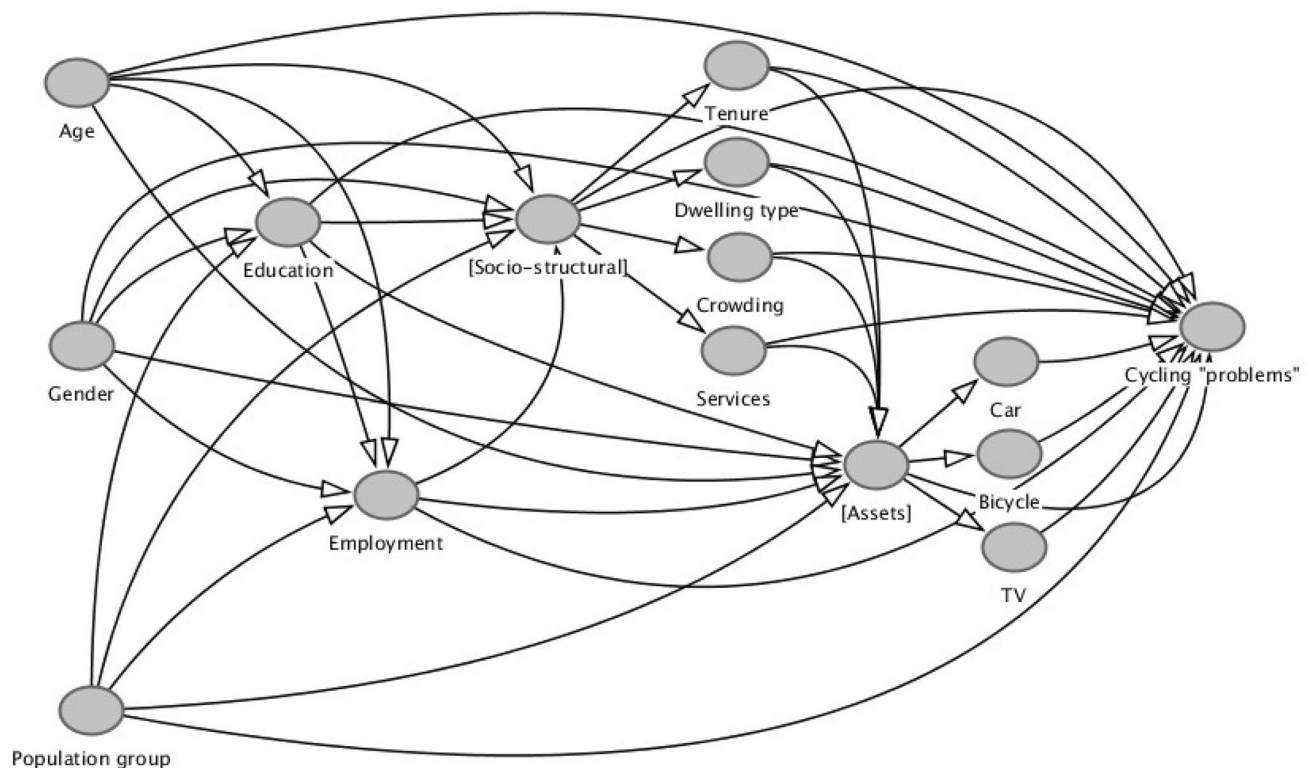 Age
Tenure
Dwelling type
Education
[Socio-structural]
Crowding
Cycling "problems"
Gender
Services
Car
Bicycle
[Assets]
Employment
TV
Population group